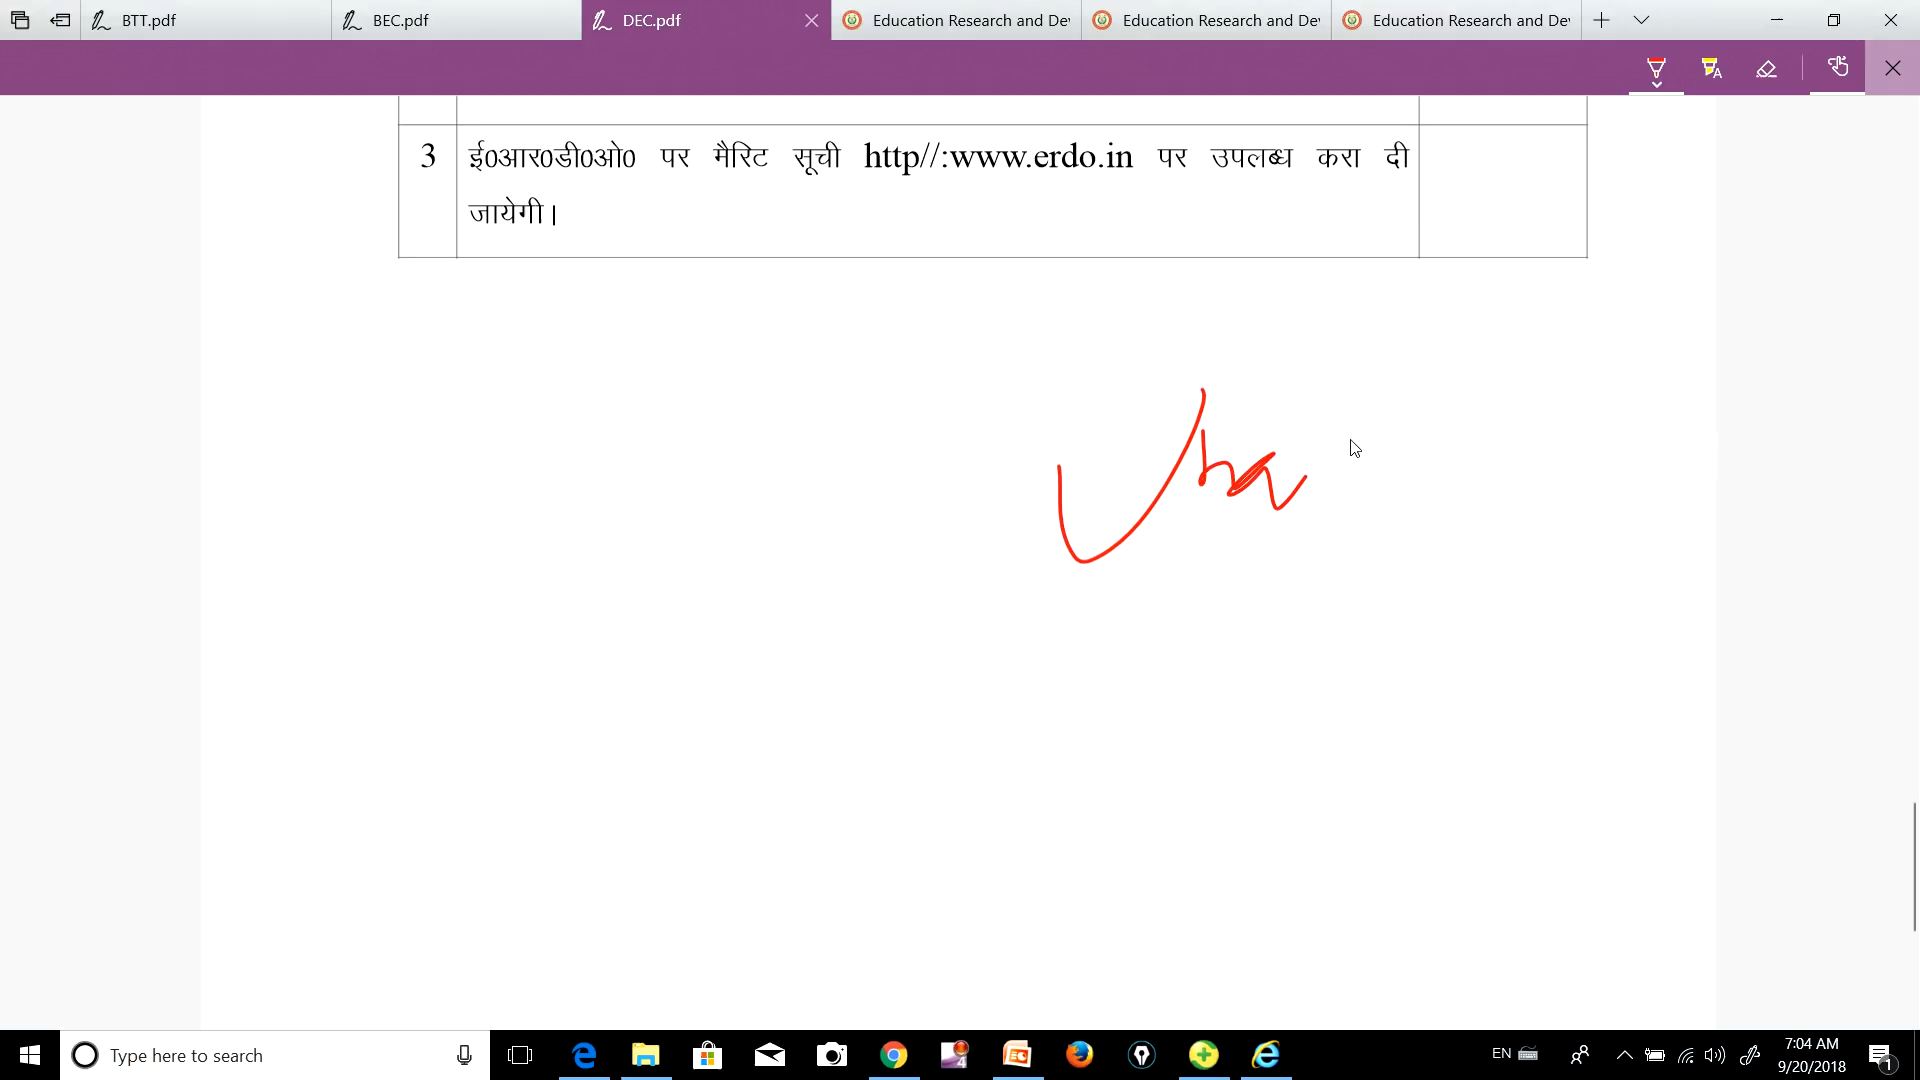 BTT.pdf
BEC.pdf
DEC.pdf
Education Research and De
Education Research and De
Education Research and De
3 ई0आर0डी0ओ0 पर मैरिट सूची http//:www.erdo.in पर उपलब्ध करा दी
जायेगी।
Type here to search
EN
7:04 AM
9/20/2018
1